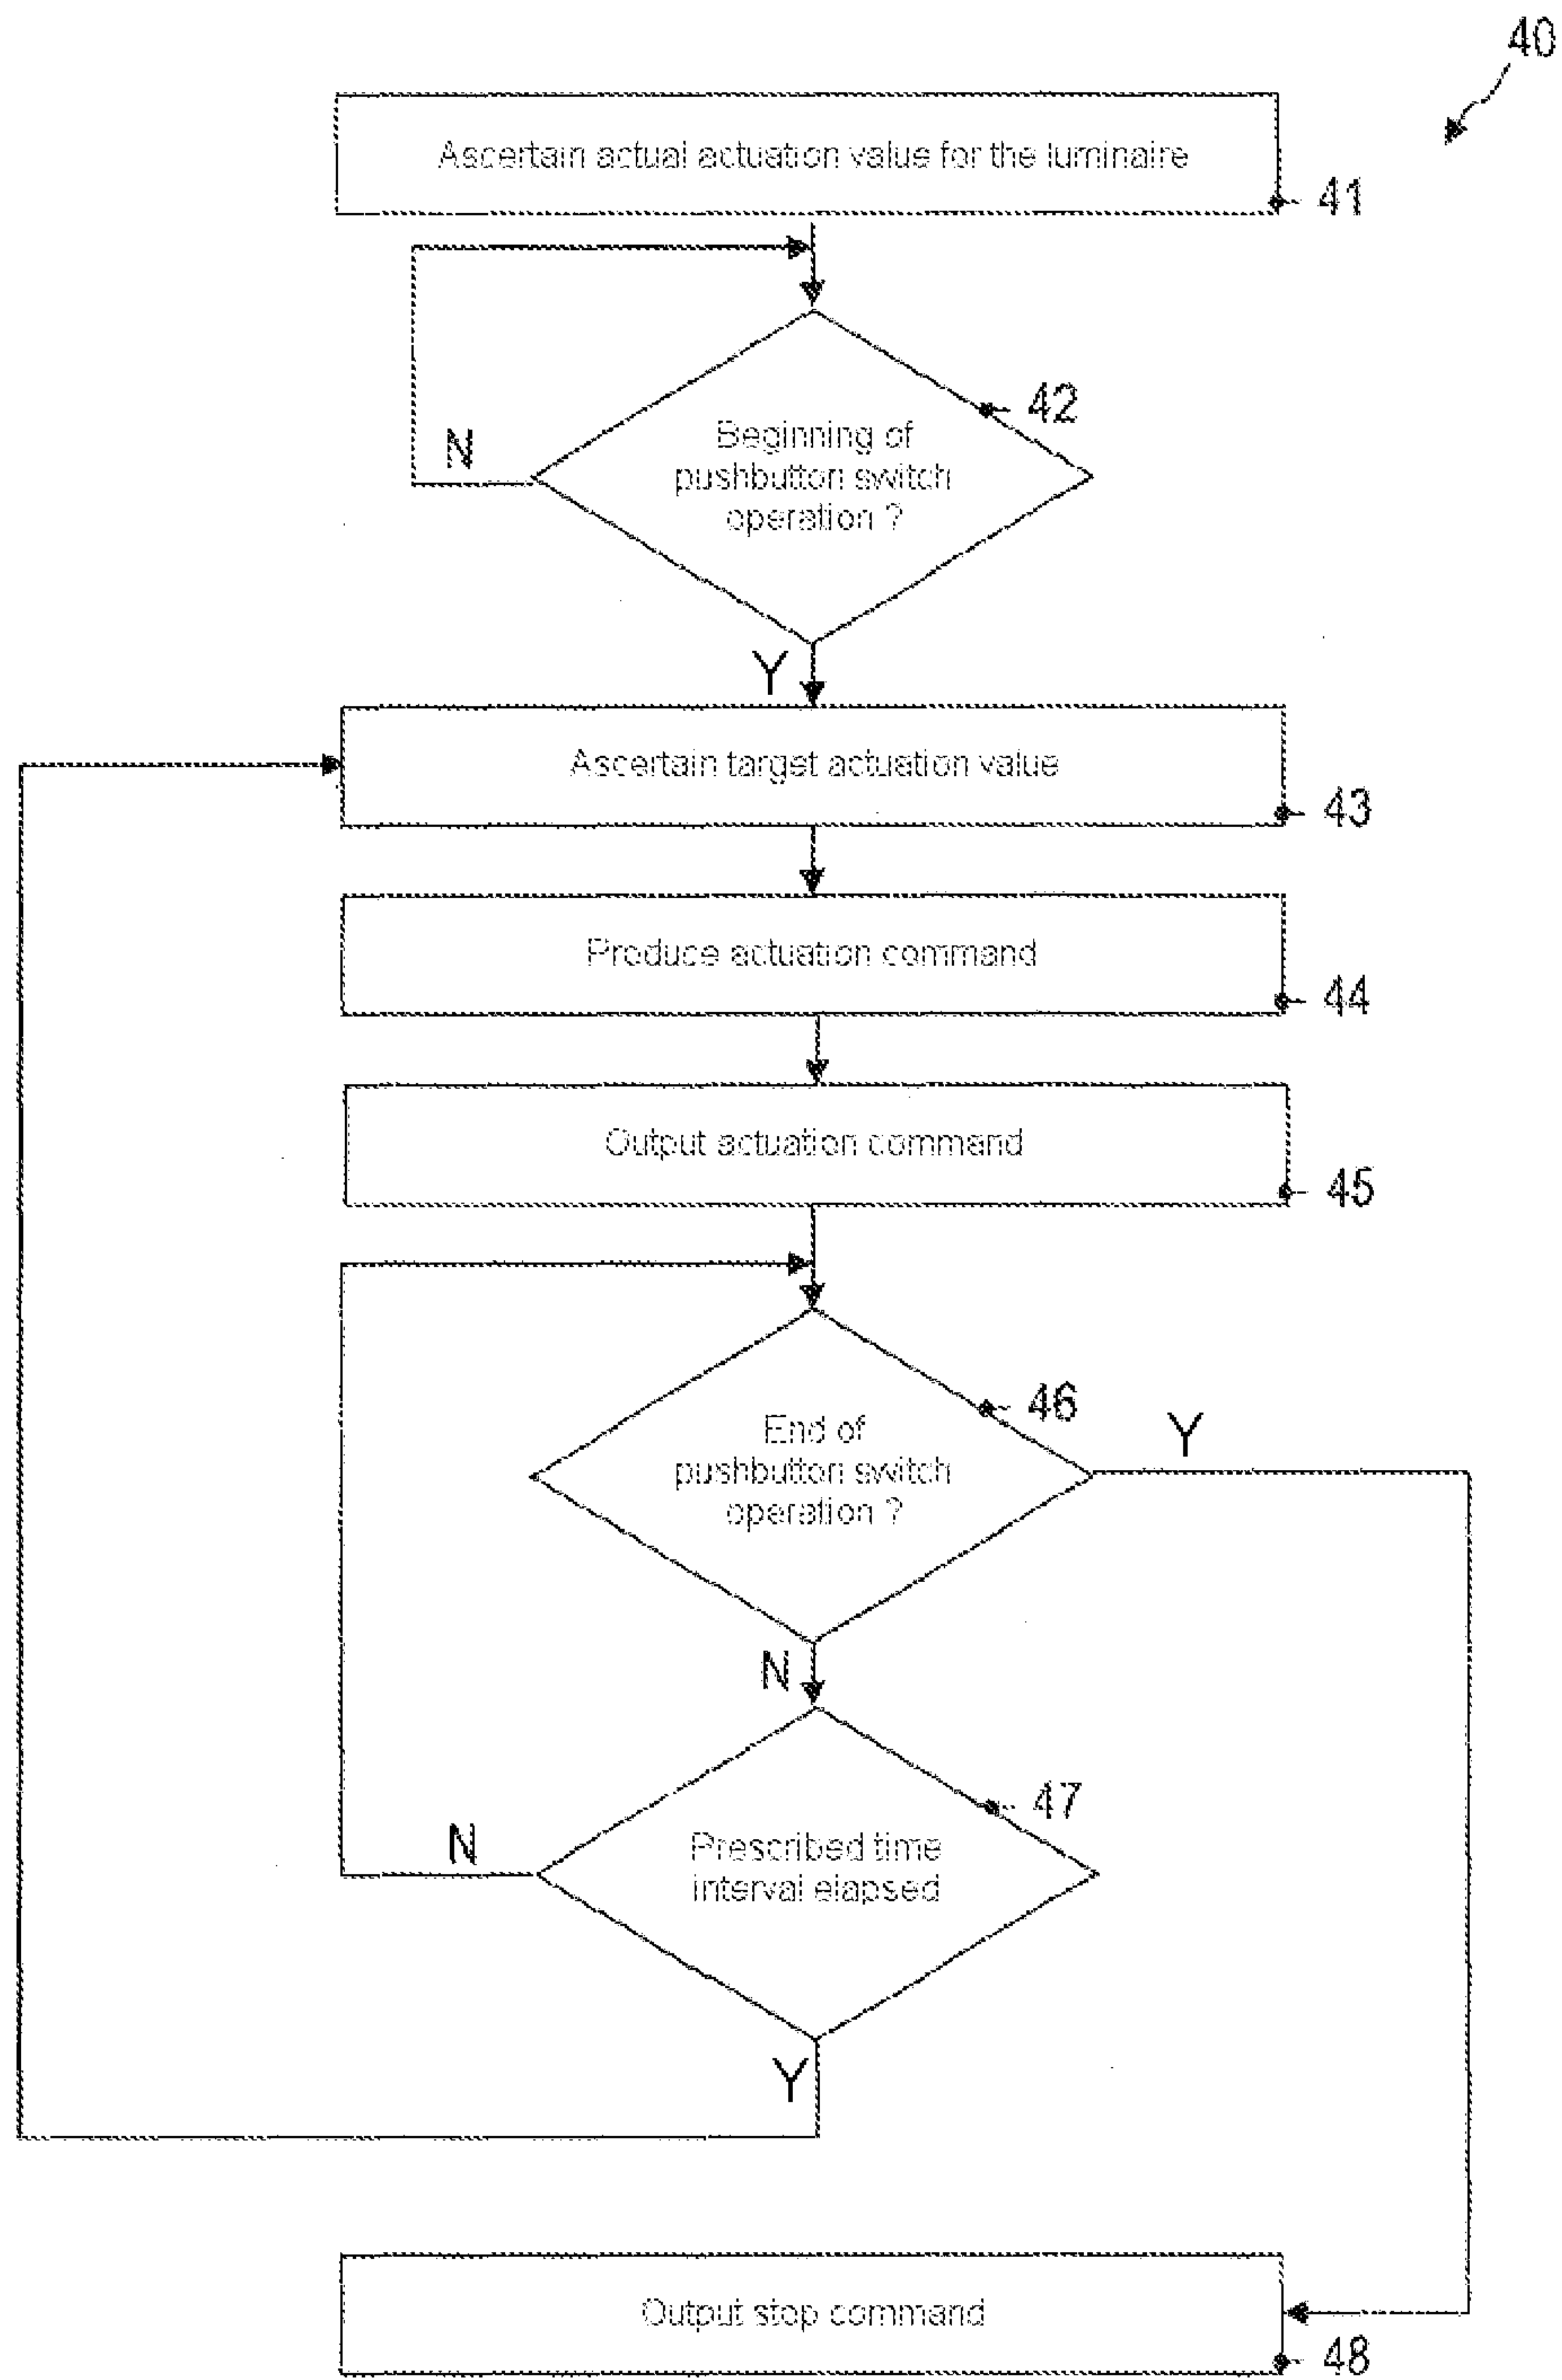 40
Ascertain actual actuation value for the luminaire
41
42
Beginning of
pushbutton switch
operation ?
N
Y
Ascertain target actuation value
43
Produce actuation command
44
Output actuation command
45
46
End of
pushbutton switch
operation ?
Y
N
47
Prescribed time
interval elapsed
N
Y
Output stop command
48